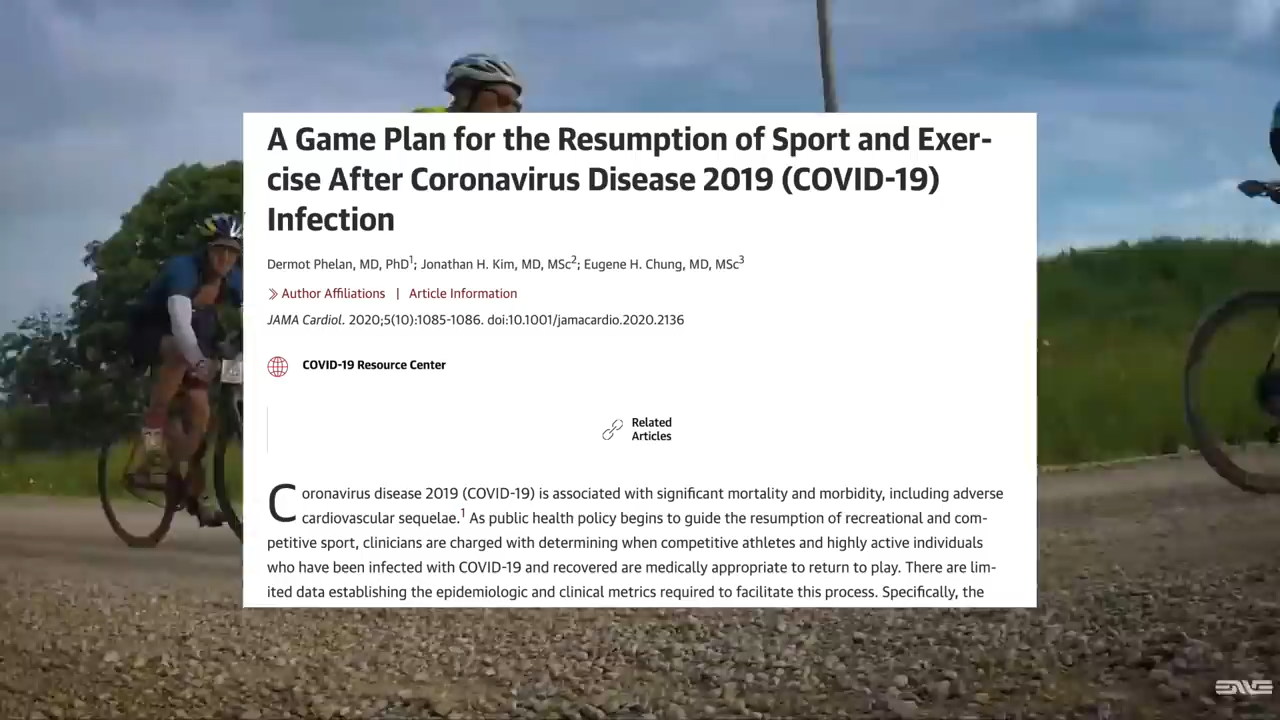 A Game Plan for the Resumption of Sport and Exer-
cise After Coronavirus Disease 2019 (COVID-19)
Infection
Dermot Phelan, MD, PhD1; Jonathan H. Kim, MD, MSc2; Eugene H. Chung, MD, MSc3
Author Affiliations | Article Information
JAMA Cardiol. 2020;5(10):1085-1086. doi:10.1001/jamacardio.2020.2136
COVID-19 Resource Center
Related
Articles
Coronavirus disease 2019 (COVID-19) is associated with significant mortality and morbidity, including adverse
cardiovascular sequelae.1 As public health policy begins to guide the resumption of recreational and com-
petitive sport, clinicians are charged with determining when competitive athletes and highly active individuals
who have been infected with COVID-19 and recovered are medically appropriate to return to play. There are lim-
ited data establishing the epidemiologic and clinical metrics required to facilitate this process. Specifically, the